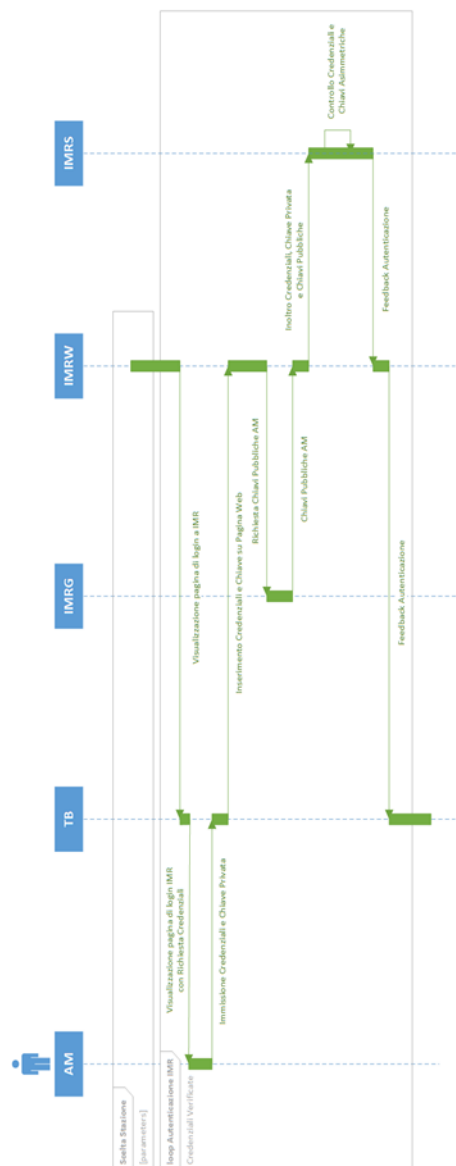 AM
TB
IMRG
IMRW
IMRS
Scelta Stazione
[parameters]
loop Autenticazione IMR
Credenziali Verificate
Visualizzazione pagina di login a IMR
Visualizzazione pagina di login IMR
con Richiesta Credenziali
Immissione Credenziali e Chiave Privata
Inserimento Credenziali e Chiave su Pagina Web
Richiesta Chiavi Pubbliche AM
Chiavi Pubbliche AM
Inoltro Credenziali, Chiave Privata
e Chiavi Pubbliche
Controllo Credenziali e
Chiavi Asimmetriche
Feedback Autenticazione
Feedback Autenticazione